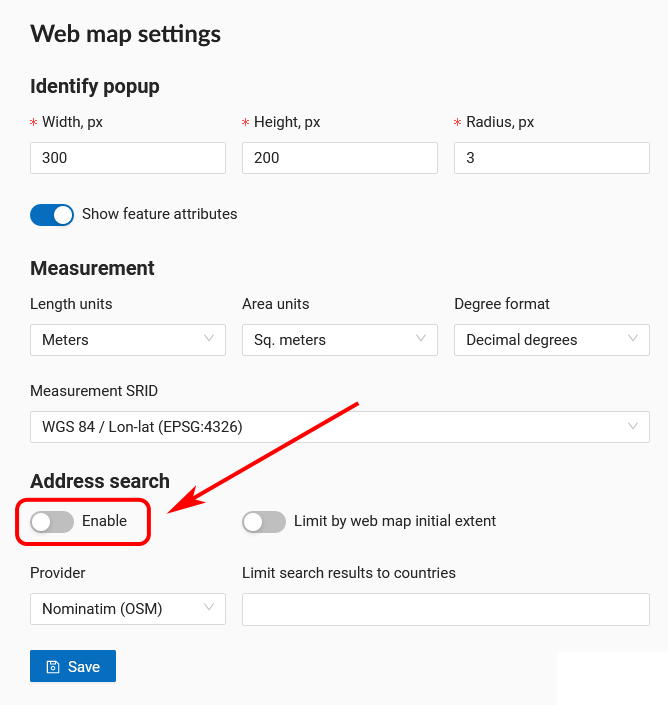 Web map settings
Identify popup
* Width, px
* Height, px
* Radius, px
300
200
3
Show feature attributes
Measurement
Length units
Area units
Degree format
Meters
Sq. meters
Decimal degrees
Measurement SRID
WGS 84 / Lon-lat (EPSG:4326)
Address search
Enable
Limit by web map initial extent
Provider
Limit search results to countries
Nominatim (OSM)
Save